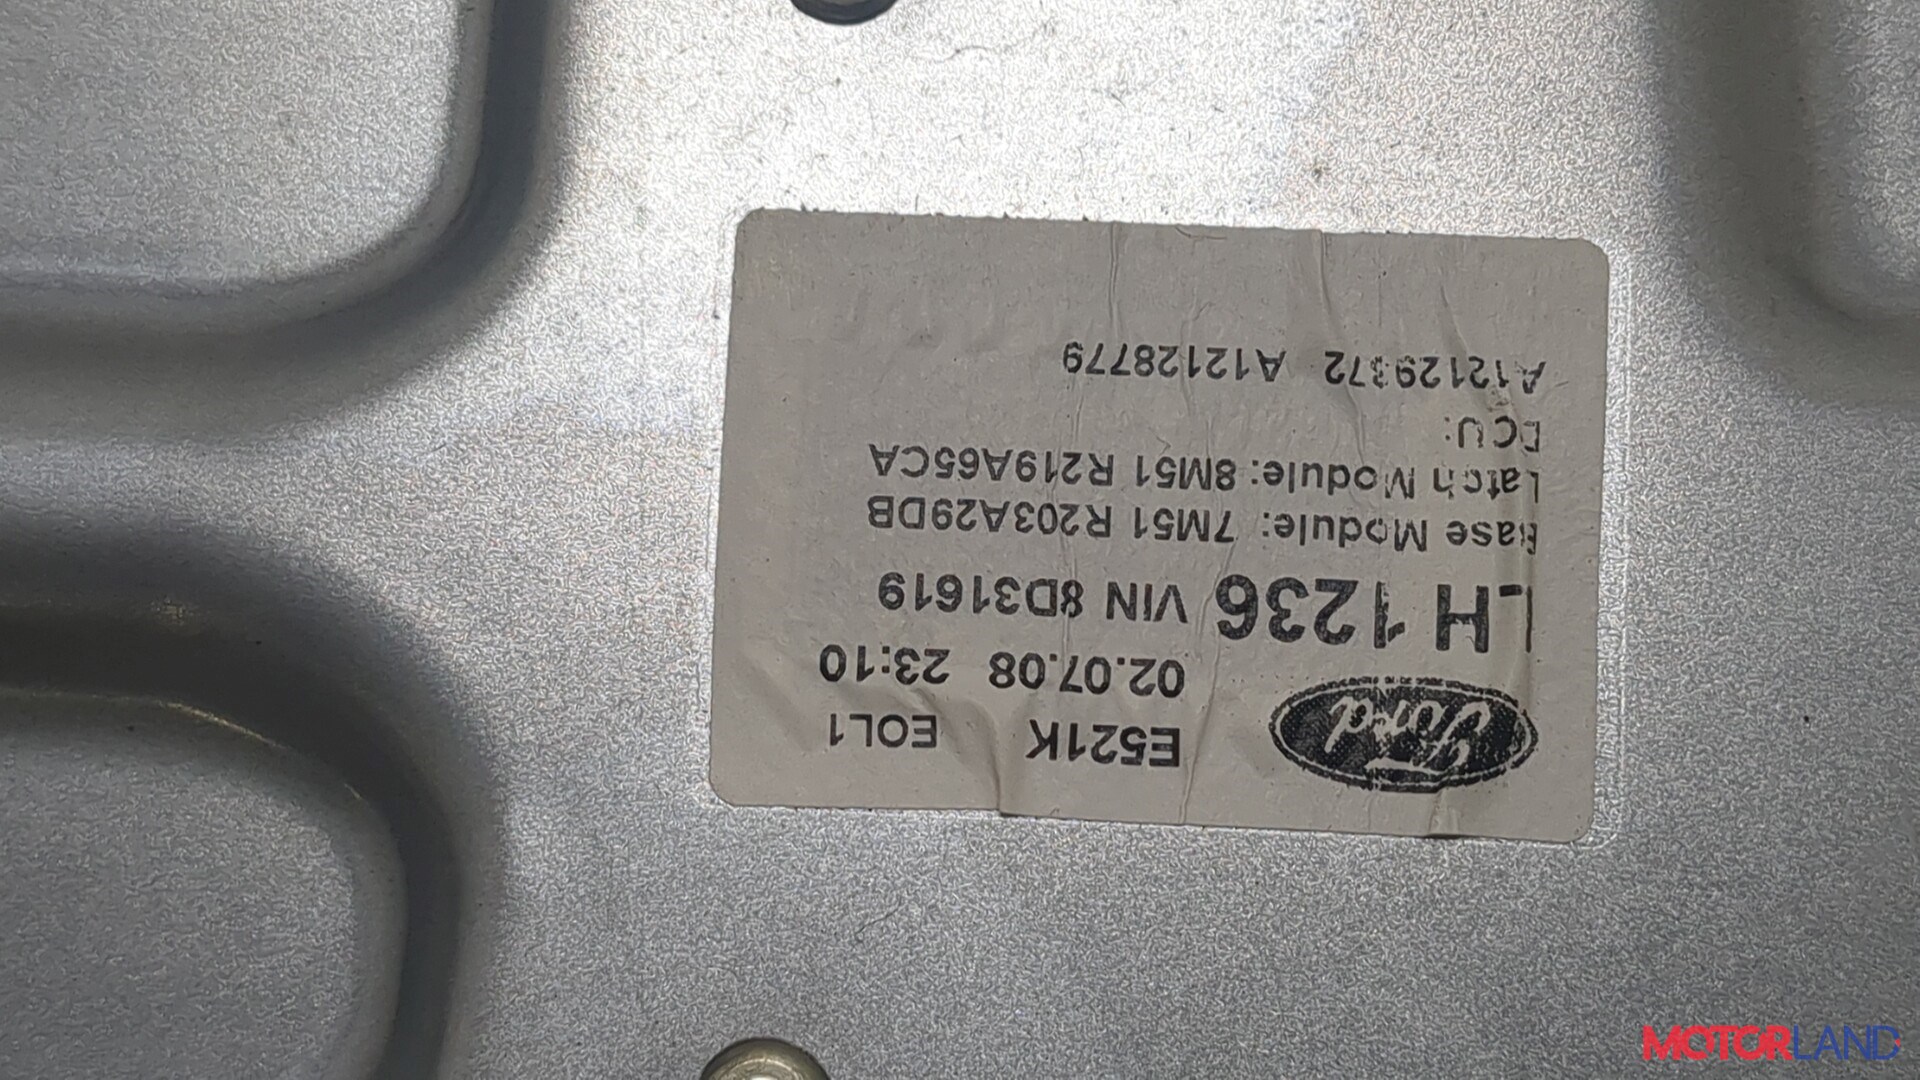 Ford
E521K EOL1
02.07.08 23:10
LH 1236 VIN 8D31619
Base Module: 7M51 R203A29DB
Latch Module: 8M51 R219A65CA
DCU:
A12129372 A12128779
MOTORLAND